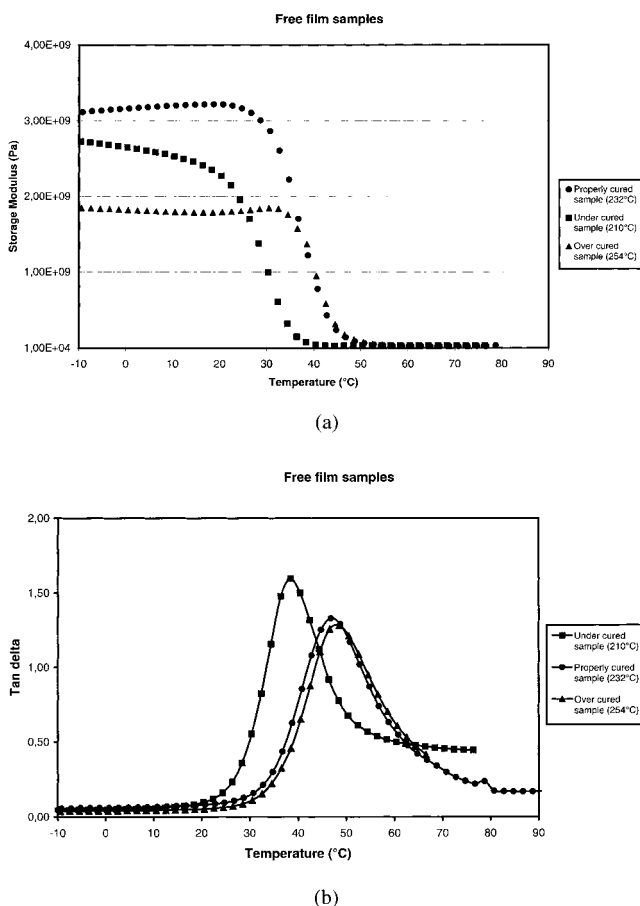 Free film samples
4,00E+09
3,00E+09
2,00E+09
1,00E+09
1,00E+04
Storage Modulus (Pa)
-10 0 10 20 30 40 50 60 70 80 90
Temperature (°C)
Properly cured
sample (232°C)
Under cured
sample (210°C)
Over cured
sample (254°C)
(a)
Free film samples
2,00
1,50
1,00
0,50
0,00
Tan delta
-10 0 10 20 30 40 50 60 70 80 90
Temperature (°C)
Under cured
sample (210°C)
Properly cured
sample (232°C)
Over cured
sample (254°C)
(b)